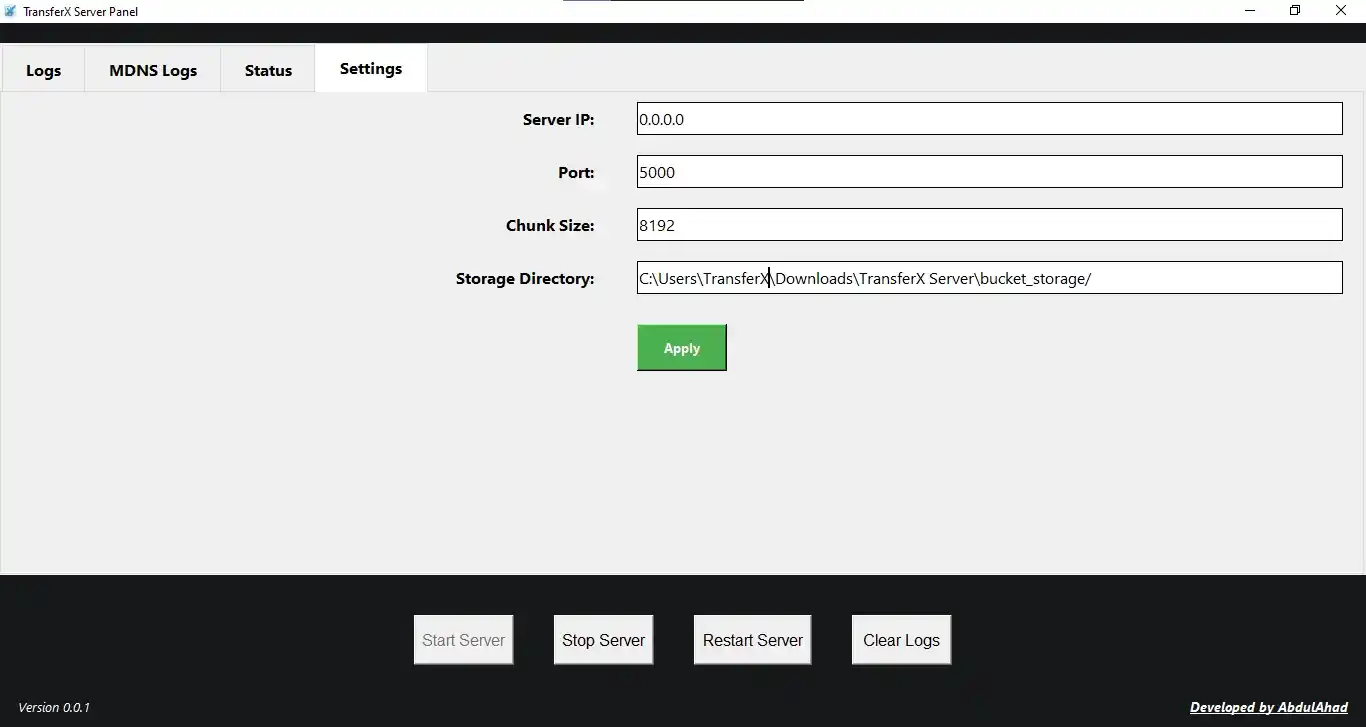 TransferX Server Panel
Logs MDNS Logs Status Settings
Server IP: 0.0.0.0
Port: 5000
Chunk Size: 8192
Storage Directory: C:\Users\TransferX\Downloads\TransferX Server\bucket_storage/
Apply
Start Server Stop Server Restart Server Clear Logs
Version 0.0.1 Developed by AbdulAhad